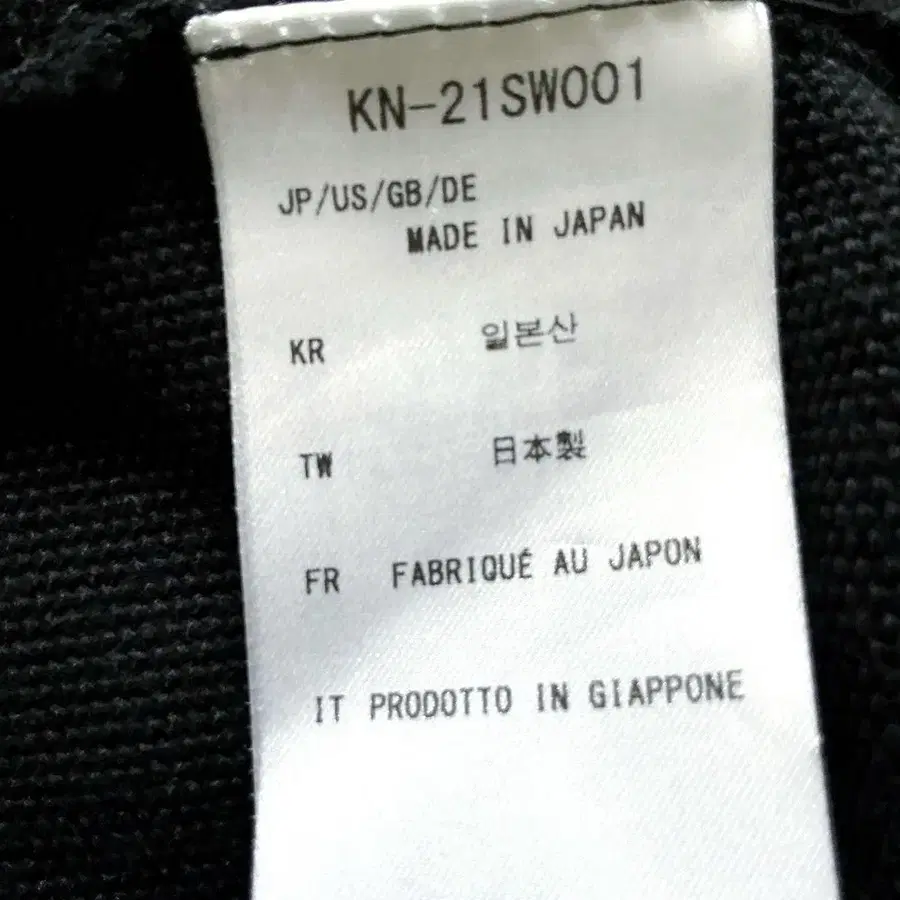 KN-21SW001
JP/US/GB/DE
MADE IN JAPAN
KR 일본산
TW 日本製
FR FABRIQUÉ AU JAPON
IT PRODOTTO IN GIAPPONE